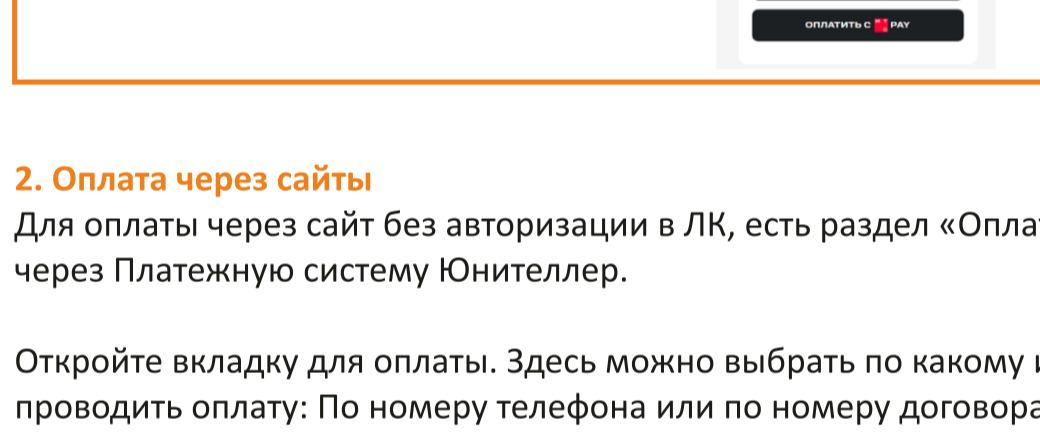 ОПЛАТИТЬ С PAY
2. Оплата через сайты
Для оплаты через сайт без авторизации в ЛК, есть раздел «Опла
через Платежную систему Юнителлер.
Откройте вкладку для оплаты. Здесь можно выбрать по какому
проводить оплату: По номеру телефона или по номеру договора